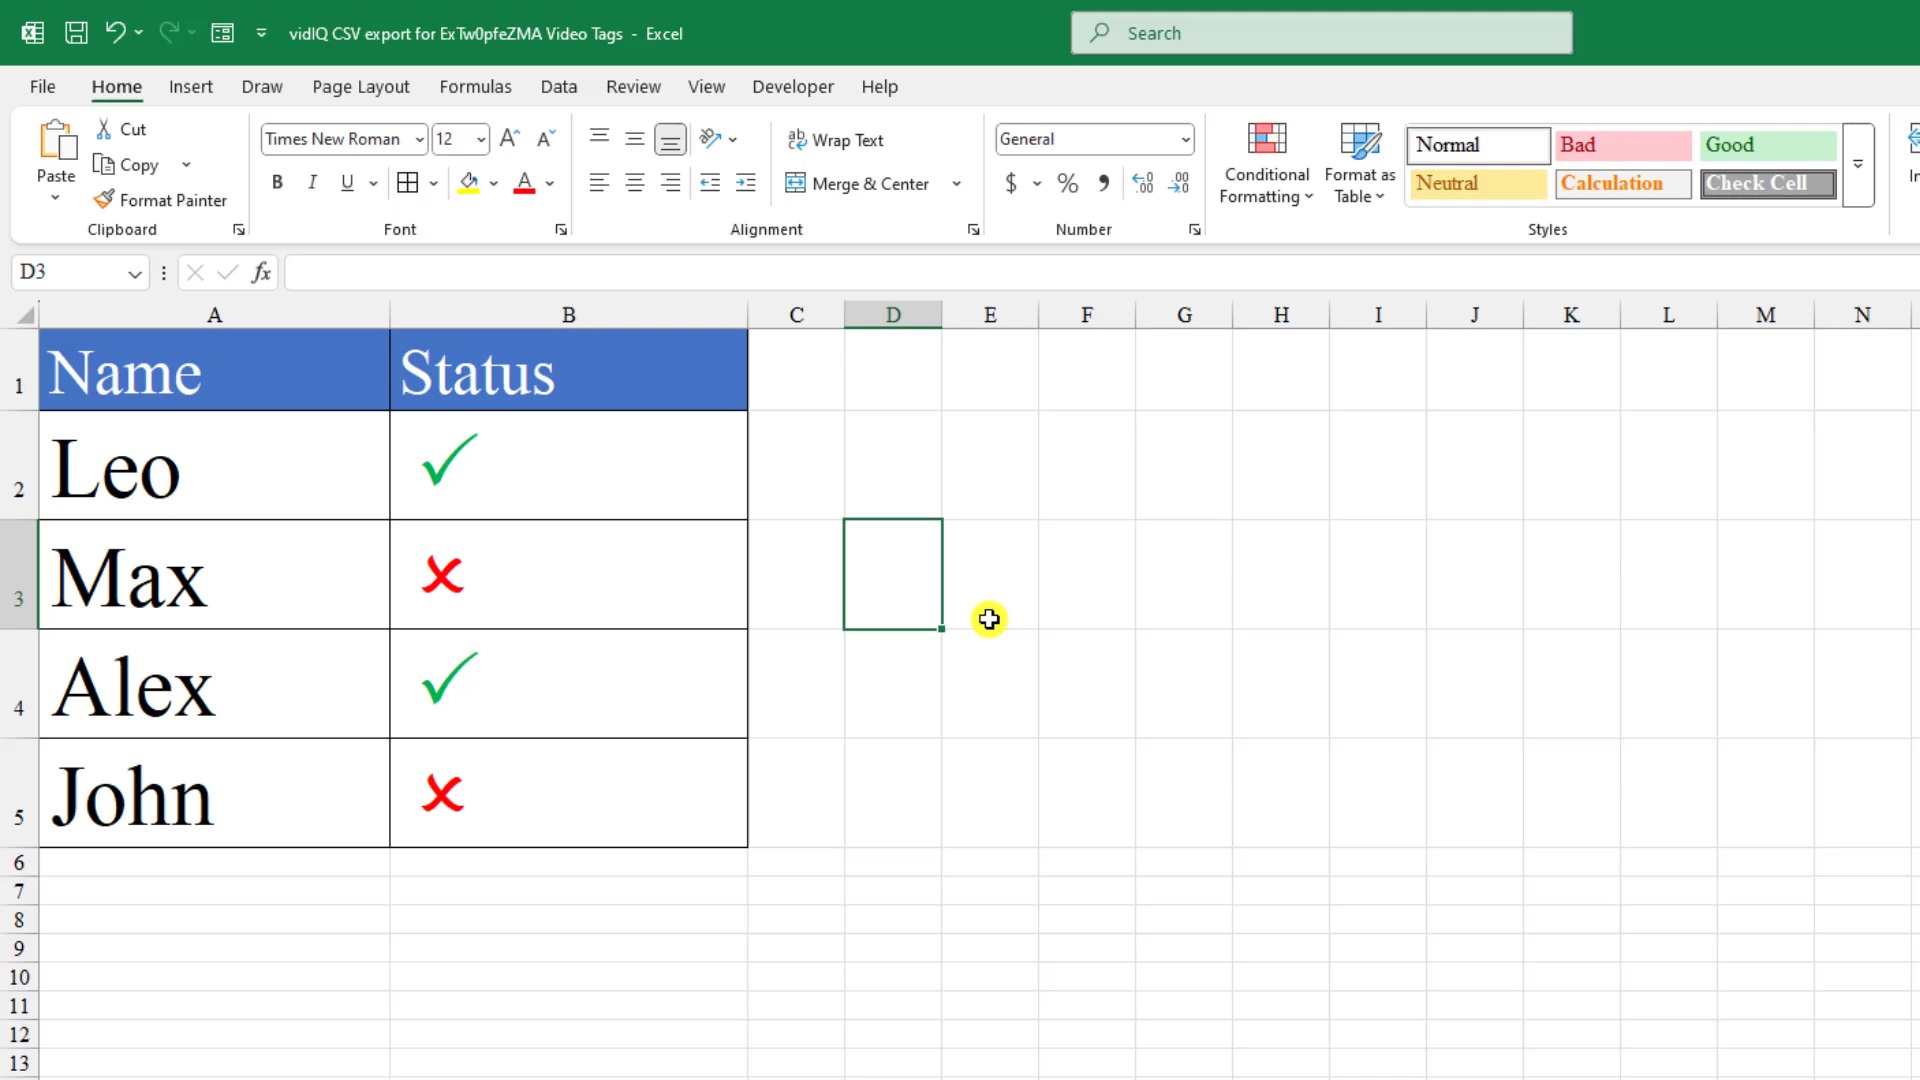 vidIQ CSV export for ExTw0pfeZMA Video Tags - Excel
Search
File Home Insert Draw Page Layout Formulas Data Review View Developer Help
Paste
Cut
Copy
Format Painter
Clipboard
Times New Roman 12
B I U
Font
Wrap Text
Merge & Center
Alignment
General
$ % 9
Number
Conditional Formatting
Format as Table
Normal Bad Good
Neutral Calculation Check Cell
Styles
D3 fx
A B C D E F G H I J K L M N
1 Name Status
2 Leo ✓
3 Max ✗
4 Alex ✓
5 John ✗
6
7
8
9
10
11
12
13